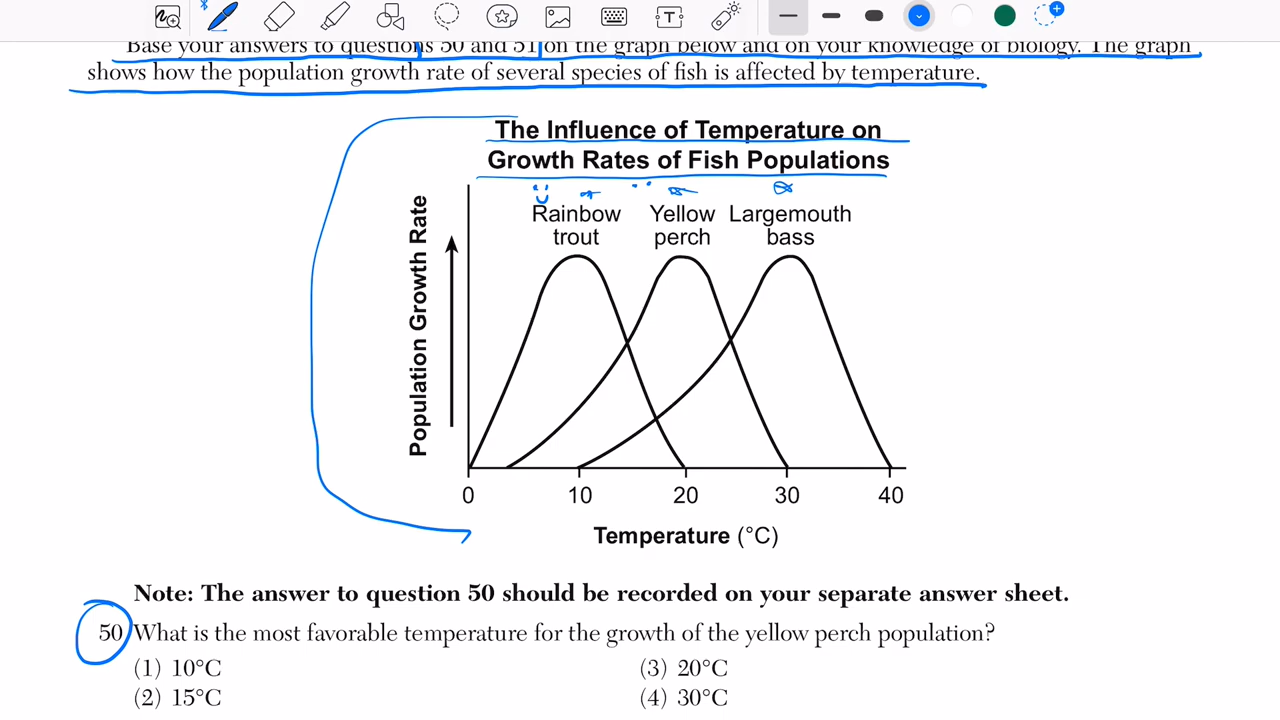 Base your answers to questions 50 and 51 on the graph below and on your knowledge of biology. The graph
shows how the population growth rate of several species of fish is affected by temperature.
The Influence of Temperature on
Growth Rates of Fish Populations
Rainbow trout
Yellow perch
Largemouth bass
Population Growth Rate
0 10 20 30 40
Temperature (°C)
Note: The answer to question 50 should be recorded on your separate answer sheet.
50 What is the most favorable temperature for the growth of the yellow perch population?
(1) 10°C (3) 20°C
(2) 15°C (4) 30°C